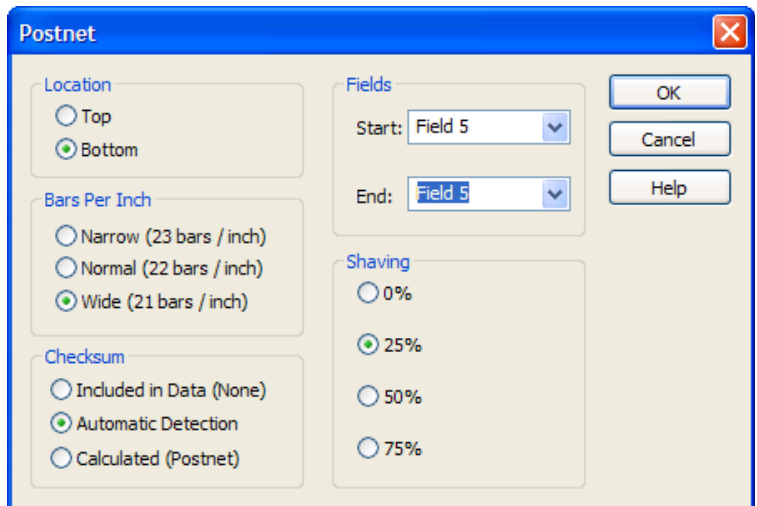 Postnet
Location
Top
Bottom
Bars Per Inch
Narrow (23 bars / inch)
Normal (22 bars / inch)
Wide (21 bars / inch)
Checksum
Included in Data (None)
Automatic Detection
Calculated (Postnet)
Fields
Start: Field 5
End: Field 5
Shaving
0%
25%
50%
75%
OK
Cancel
Help